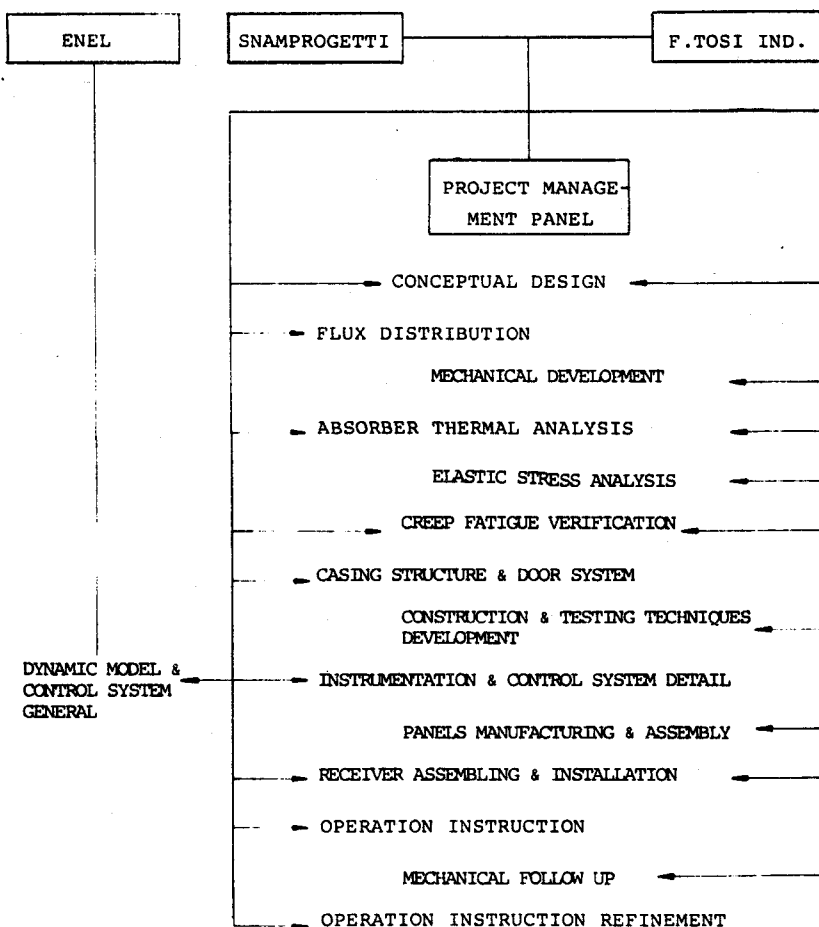 ENEL
SNAMPROGETTI
F.TOSI IND.
PROJECT MANAGE-
MENT PANEL
CONCEPTUAL DESIGN
FLUX DISTRIBUTION
MECHANICAL DEVELOPMENT
ABSORBER THERMAL ANALYSIS
ELASTIC STRESS ANALYSIS
CREEP FATIGUE VERIFICATION
CASING STRUCTURE & DOOR SYSTEM
CONSTRUCTION & TESTING TECHNIQUES
DEVELOPMENT
DYNAMIC MODEL &
CONTROL SYSTEM
GENERAL
INSTRUMENTATION & CONTROL SYSTEM DETAIL
PANELS MANUFACTURING & ASSEMBLY
RECEIVER ASSEMBLING & INSTALLATION
OPERATION INSTRUCTION
MECHANICAL FOLLOW UP
OPERATION INSTRUCTION REFINEMENT